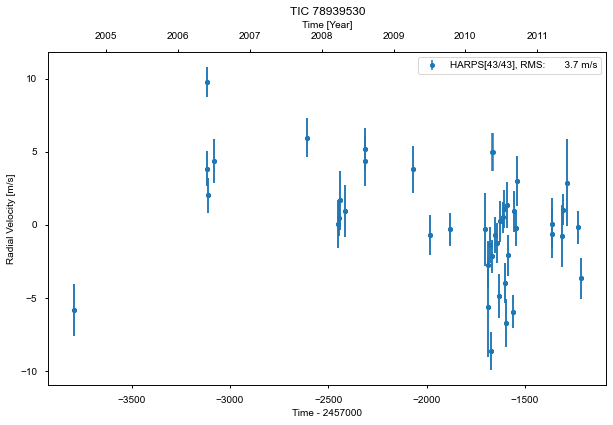 TIC 78939530
Time [Year]
2005 2006 2007 2008 2009 2010 2011
HARPS[43/43], RMS: 3.7 m/s
Radial Velocity [m/s]
10
5
0
−5
−10
−3500 −3000 −2500 −2000 −1500
Time - 2457000